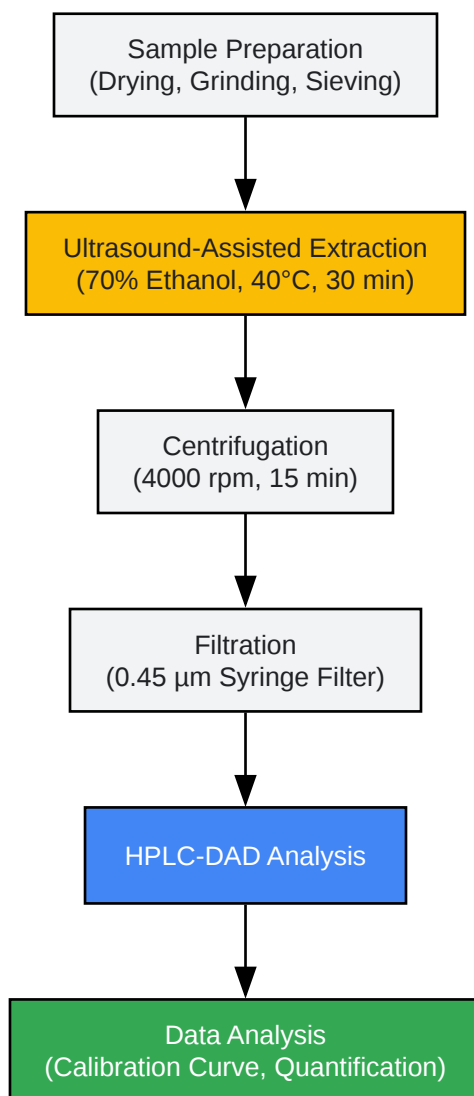 Sample Preparation
(Drying, Grinding, Sieving)
Ultrasound-Assisted Extraction
(70% Ethanol, 40°C, 30 min)
Centrifugation
(4000 rpm, 15 min)
Filtration
(0.45 µm Syringe Filter)
HPLC-DAD Analysis
Data Analysis
(Calibration Curve, Quantification)